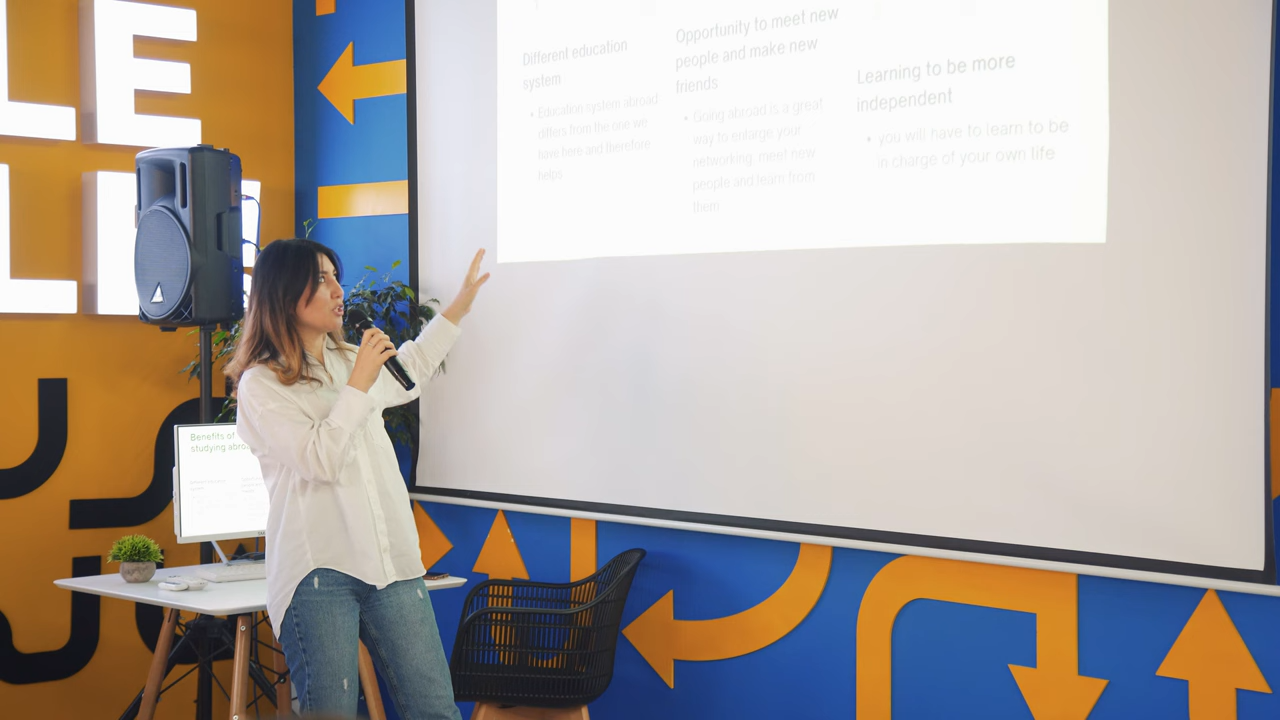 LE
LL
Different education
system
• Education system abroad
differs from the one we
have here and therefore
helps
Opportunity to meet new
people and make new
friends
• Going abroad is a great
way to enlarge your
networking, meet new
people and learn from
them
Learning to be more
independent
• you will have to learn to be
in charge of your own life
Benefits of
studying abro